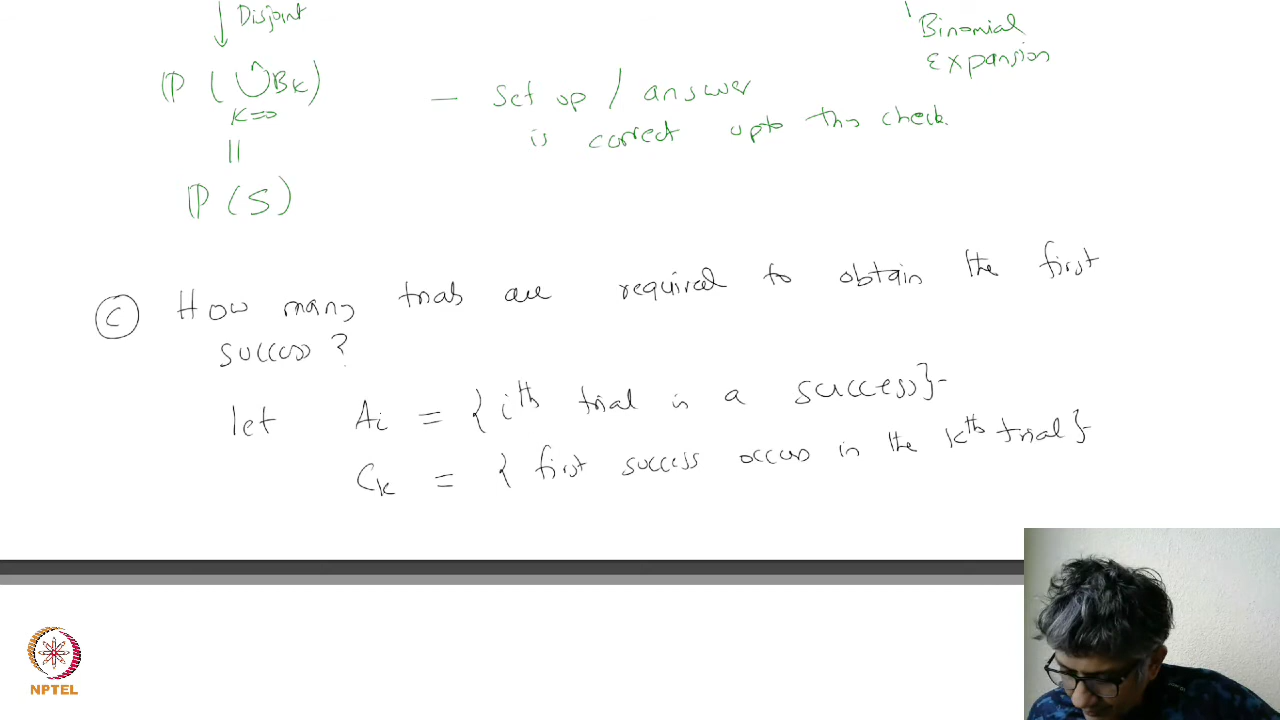 ↓ Disjoint
Binomial
expansion
ℙ ( ⋃ⁿ Bk )
k=0
— Set up / answer
is correct upto this check.
||
ℙ (S)
Ⓒ How many trials are required to obtain the first
success ?
let Ai = { ith trial is a success}
Ck = { first success occurs in the kth trial}
NPTEL